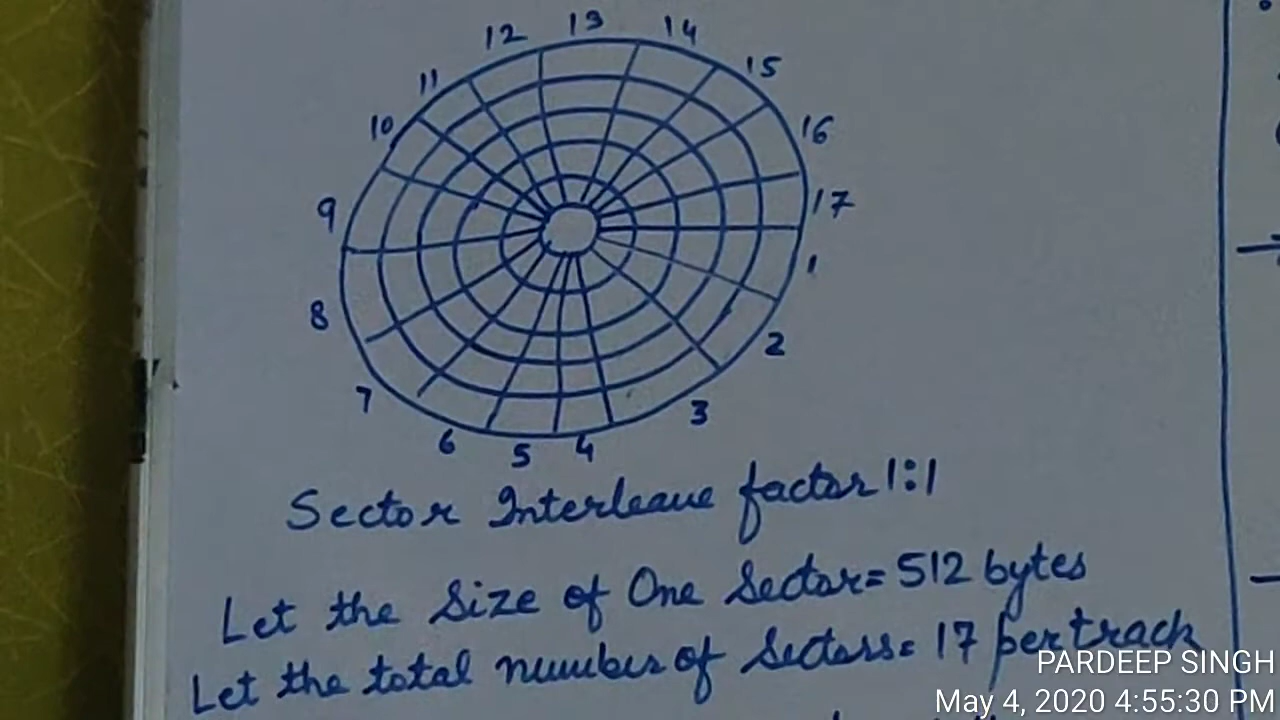 12 13 14
11 15
10 16
9 17
8 1
7 2
6 5 4 3
Sector Interleave factor 1:1
Let the Size of One Sector= 512 bytes
Let the total number of Sectors= 17 per track
PARDEEP SINGH
May 4, 2020 4:55:30 PM